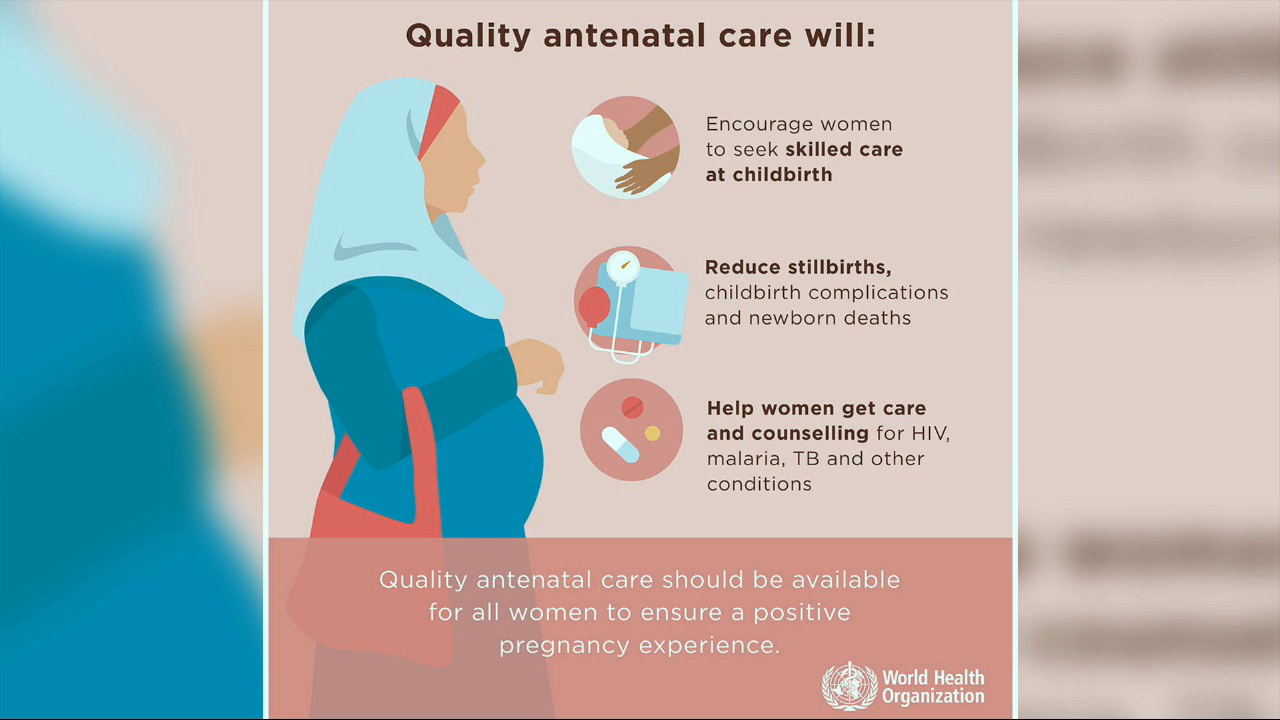 Quality antenatal care will:
Encourage women
to seek skilled care
at childbirth
Reduce stillbirths,
childbirth complications
and newborn deaths
Help women get care
and counselling for HIV,
malaria, TB and other
conditions
Quality antenatal care should be available
for all women to ensure a positive
pregnancy experience.
World Health
Organization